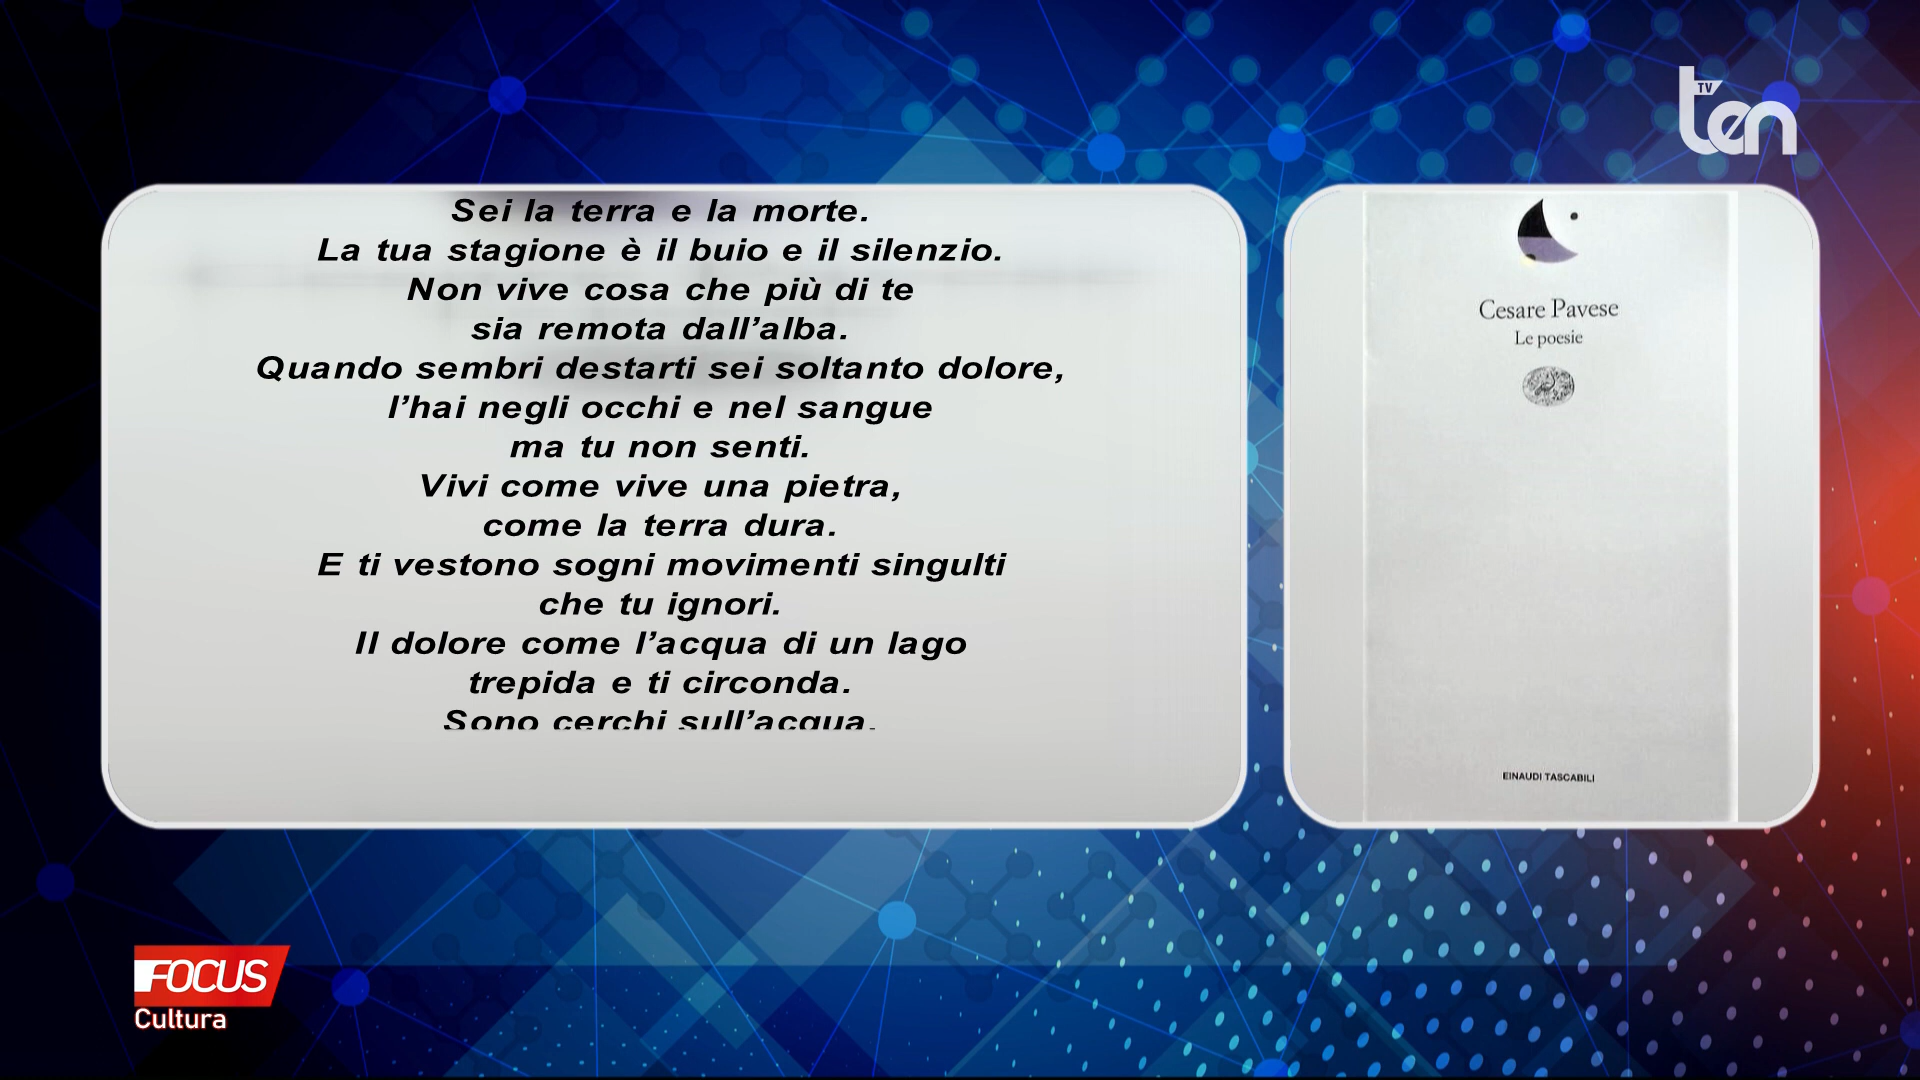 TV
ten
Sei la terra e la morte.
La tua stagione è il buio e il silenzio.
Non vive cosa che più di te
sia remota dall’alba.
Quando sembri destarti sei soltanto dolore,
l’hai negli occhi e nel sangue
ma tu non senti.
Vivi come vive una pietra,
come la terra dura.
E ti vestono sogni movimenti singulti
che tu ignori.
Il dolore come l’acqua di un lago
trepida e ti circonda.
Sono cerchi sull’acqua.
Cesare Pavese
Le poesie
EINAUDI TASCABILI
FOCUS
Cultura